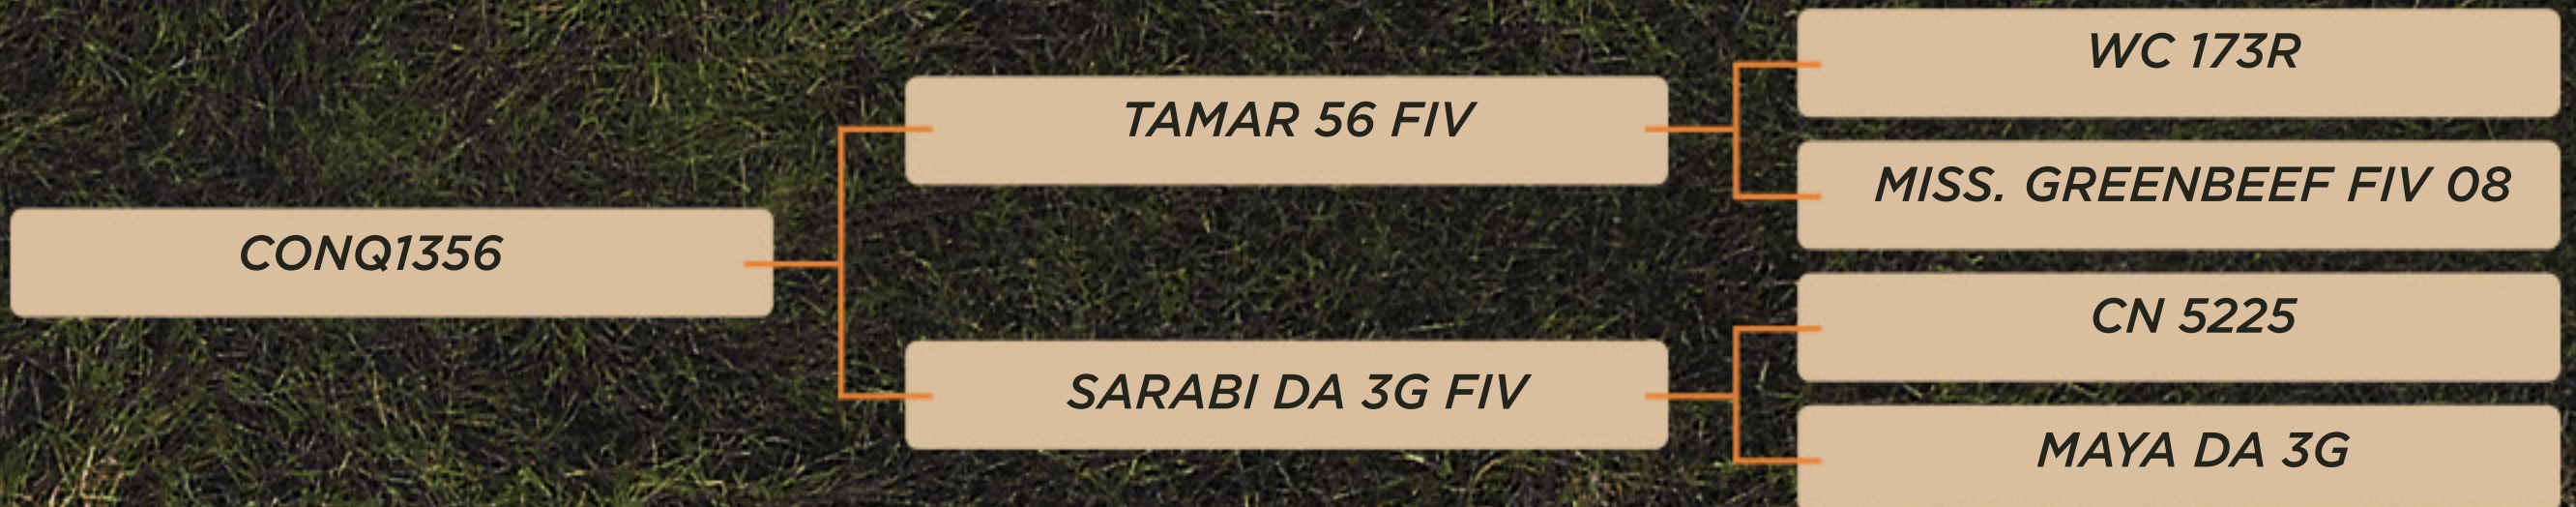 WC 173R
TAMAR 56 FIV
MISS. GREENBEEF FIV 08
CONQ1356
CN 5225
SARABI DA 3G FIV
MAYA DA 3G